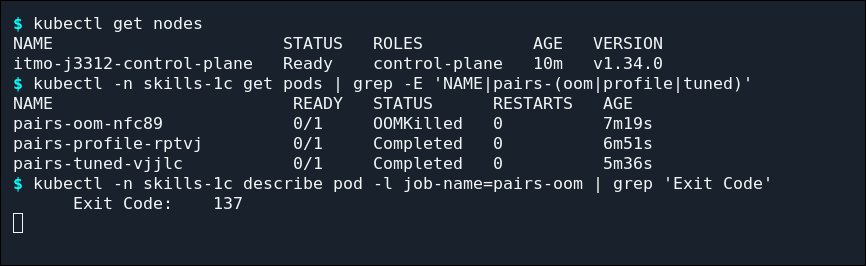 $ kubectl get nodes
NAME                       STATUS   ROLES           AGE   VERSION
itmo-j3312-control-plane   Ready    control-plane   10m   v1.34.0
$ kubectl -n skills-1c get pods | grep -E 'NAME|pairs-(oom|profile|tuned)'
NAME                        READY   STATUS      RESTARTS   AGE
pairs-oom-nfc89             0/1     OOMKilled   0          7m19s
pairs-profile-rptvj         0/1     Completed   0          6m51s
pairs-tuned-vjjlc           0/1     Completed   0          5m36s
$ kubectl -n skills-1c describe pod -l job-name=pairs-oom | grep 'Exit Code'
      Exit Code:    137